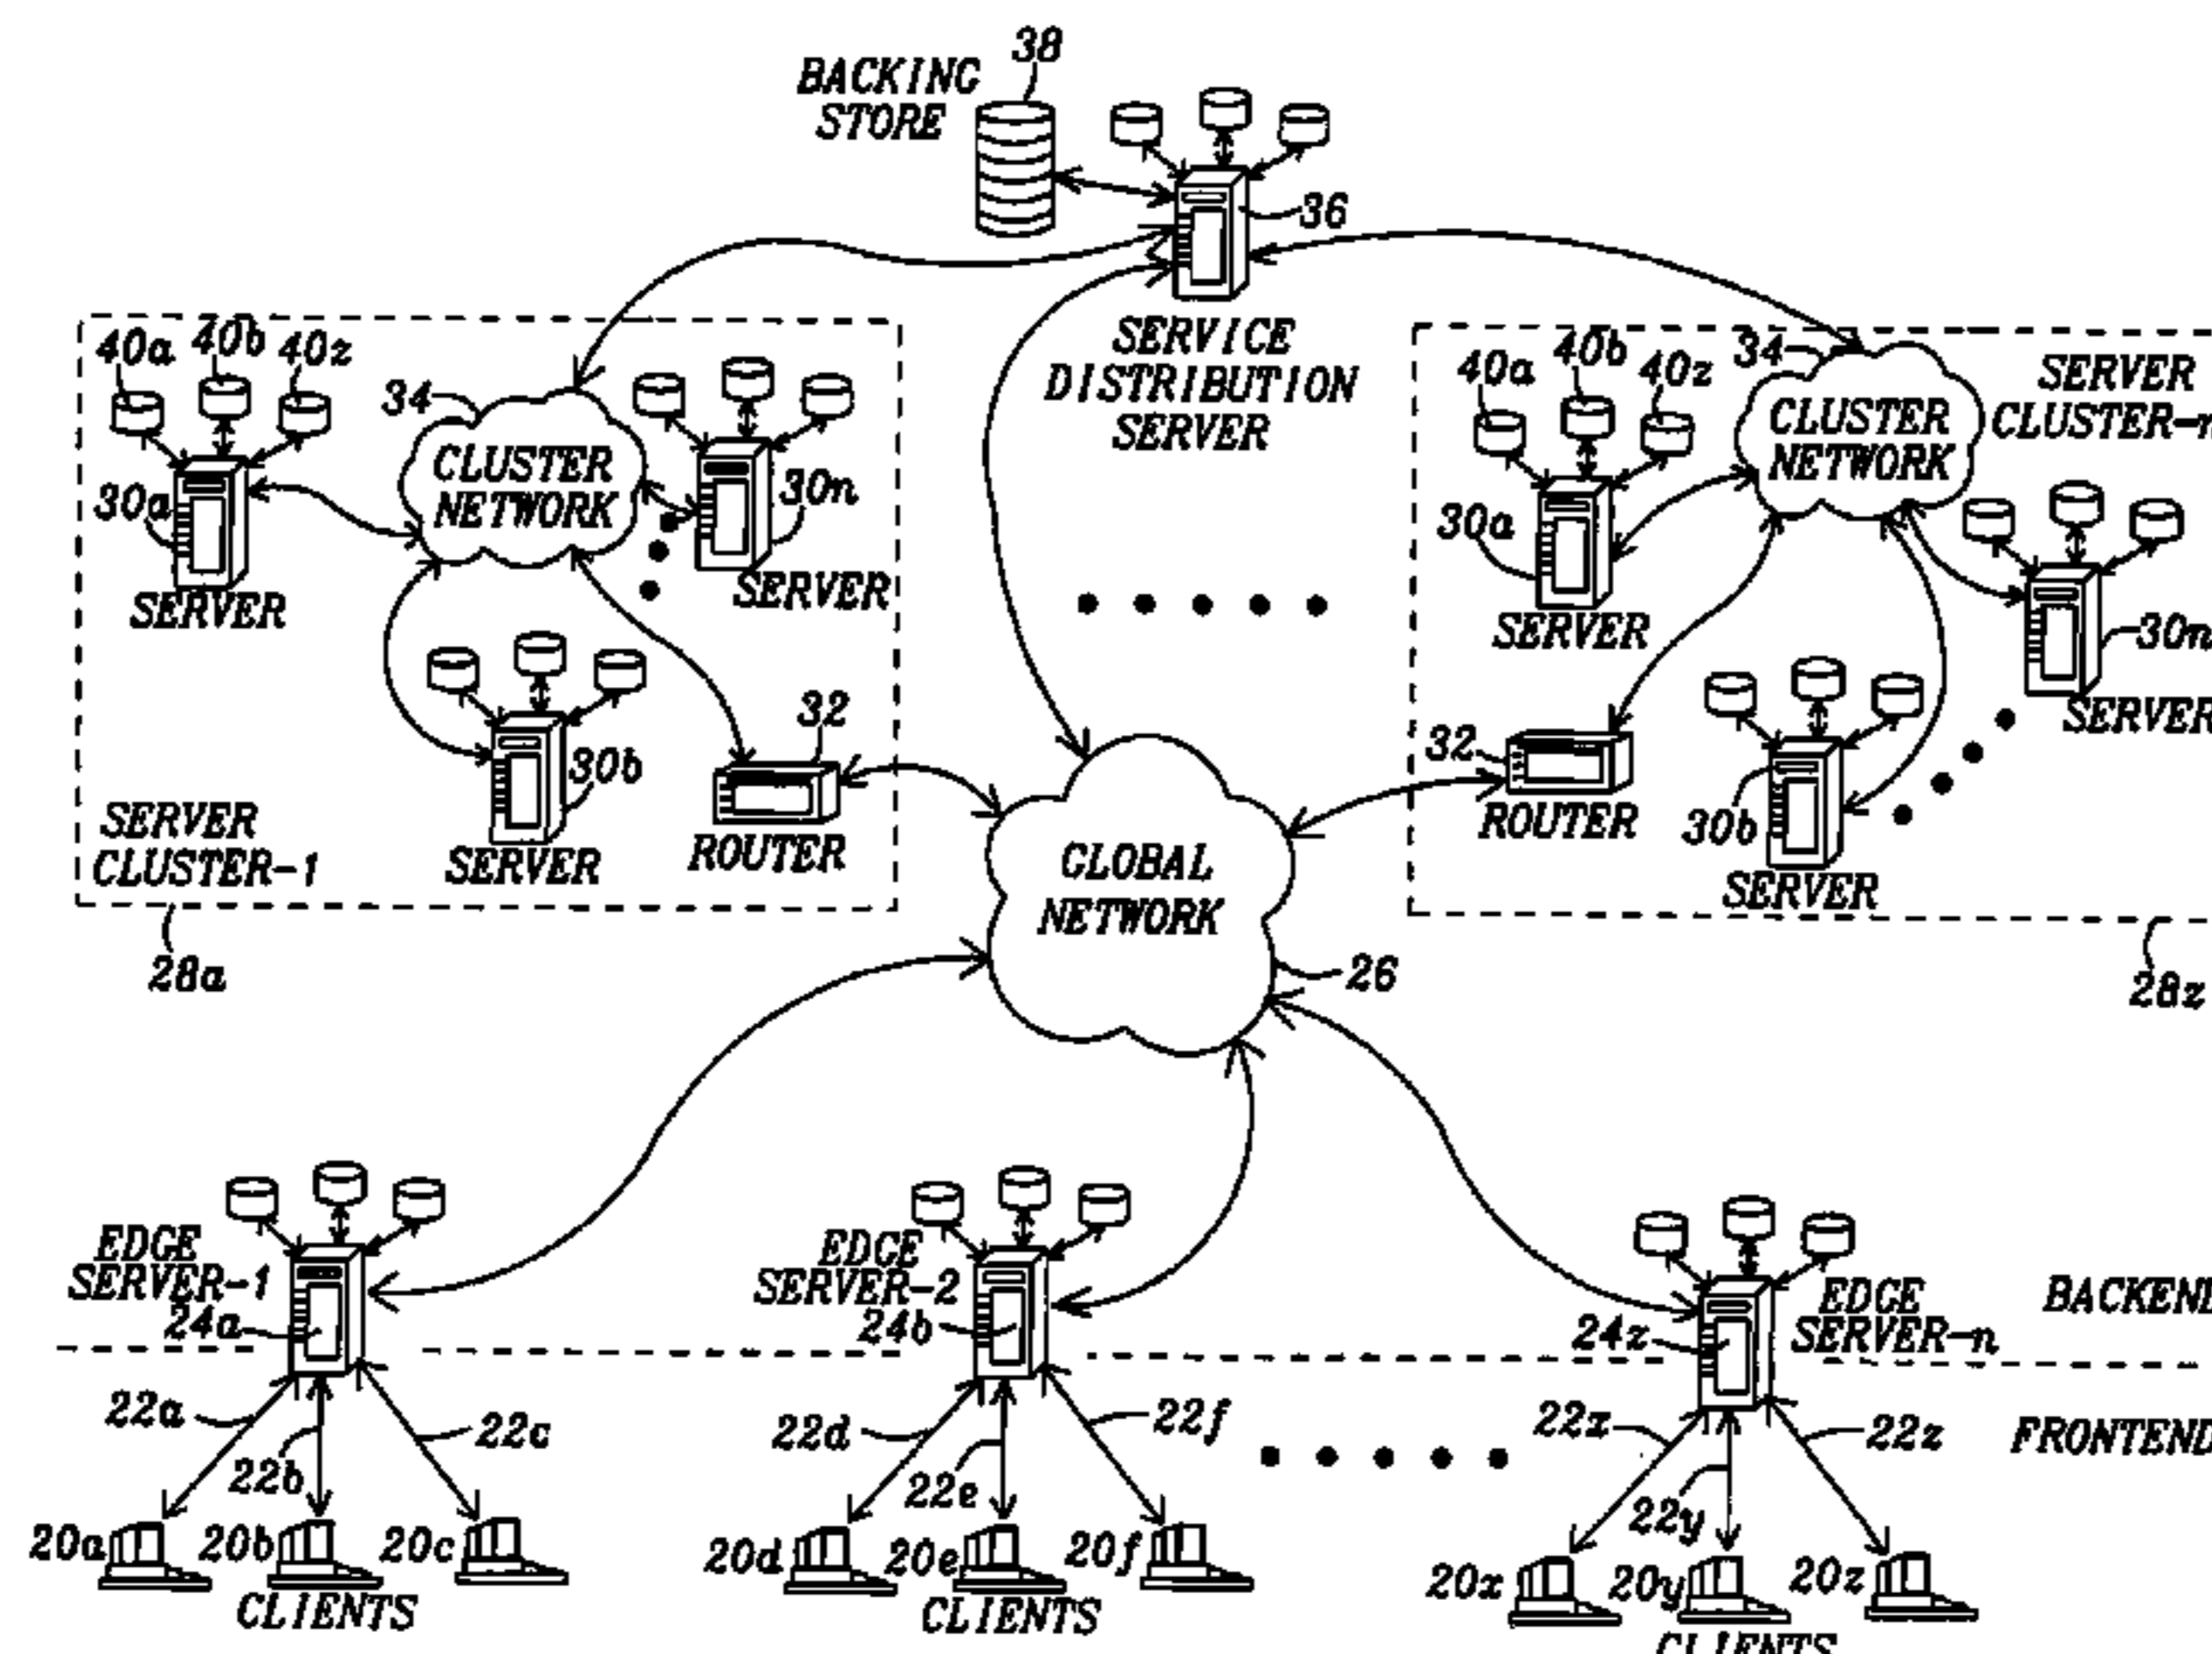 38
BACKING
STORE
36
SERVICE
DISTRIBUTION
SERVER
40a 40b 40z
34
CLUSTER
NETWORK
30a
30n
SERVER
SERVER
32
30b
SERVER
CLUSTER-1
SERVER
ROUTER
28a
40a 40b 40z
34
CLUSTER
NETWORK
SERVER
CLUSTER-n
30a
SERVER
30n
SERVER
32
ROUTER
30b
SERVER
28z
GLOBAL
NETWORK
26
EDGE
SERVER-1
24a
EDGE
SERVER-2
24b
EDGE
SERVER-n
24z
BACKEND
FRONTEND
22a
22b
22c
22d
22e
22f
22x
22y
22z
20a 20b 20c
CLIENTS
20d 20e 20f
CLIENTS
20x 20y 20z
CLIENTS